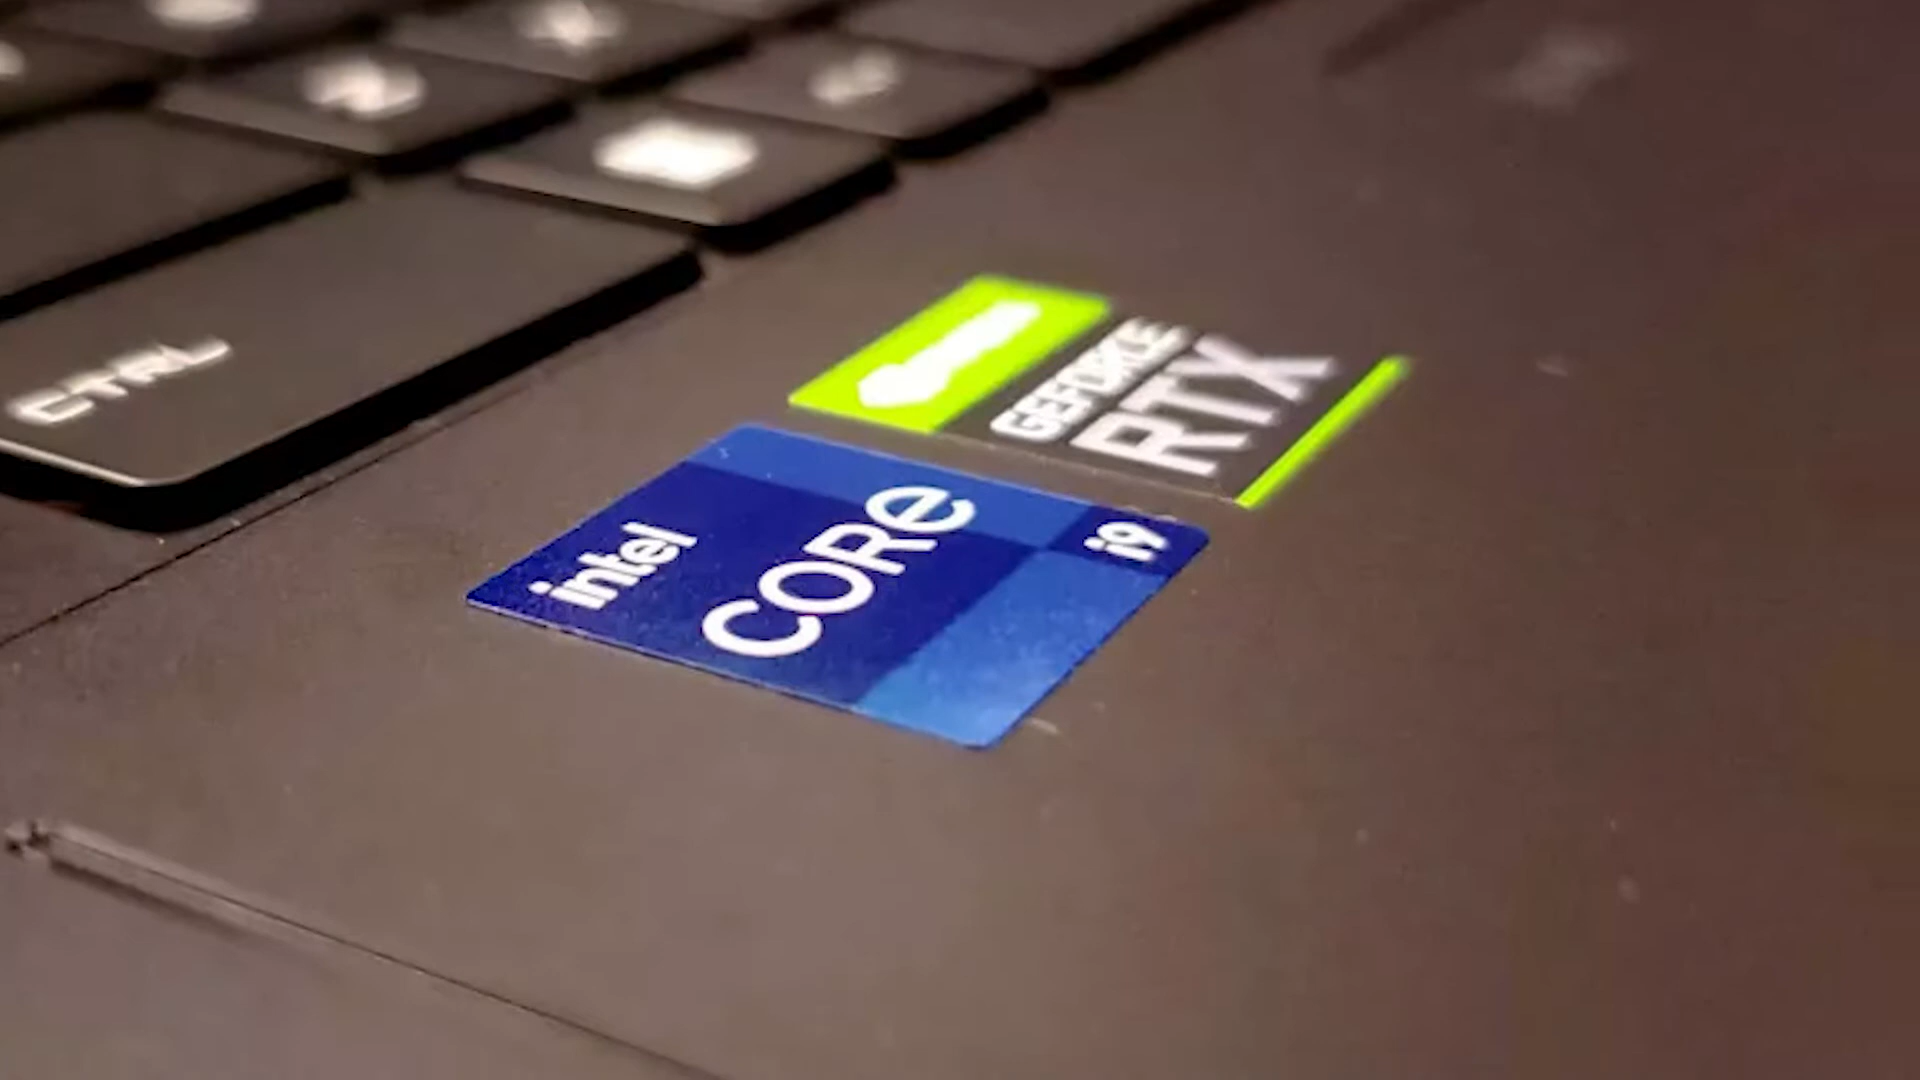 CTRL
GEFORCE
RTX
intel
CORe
i9